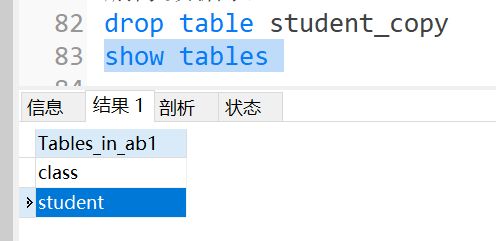 82 drop table student_copy
83 show tables
信息 结果 1 剖析 状态
Tables_in_ab1
class
student